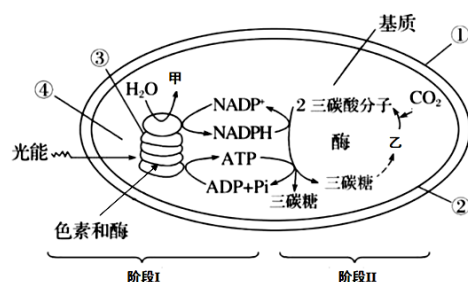 基质
①
③
H₂O
甲
④
NADP⁺
2 三碳酸分子
CO₂
NADPH
酶
乙
光能
ATP
三碳糖
ADP+Pi
三碳糖
②
色素和酶
阶段I
阶段II